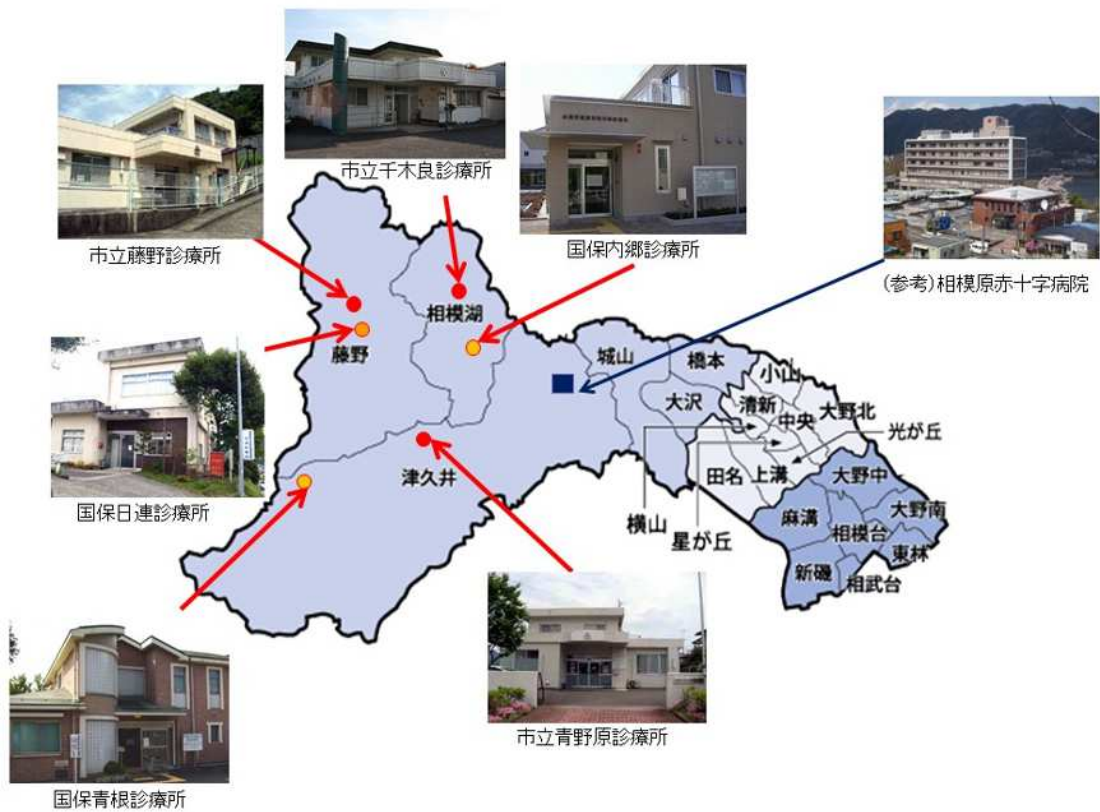 市立千木良診療所
市立藤野診療所
国保内郷診療所
(参考)相模原赤十字病院
相模湖
藤野
城山
橋本
小山
大沢
清新
中央
大野北
光が丘
国保日連診療所
津久井
田名
上溝
大野中
横山
星が丘
麻溝
大野南
相模台
東林
新磯
相武台
市立青野原診療所
国保青根診療所